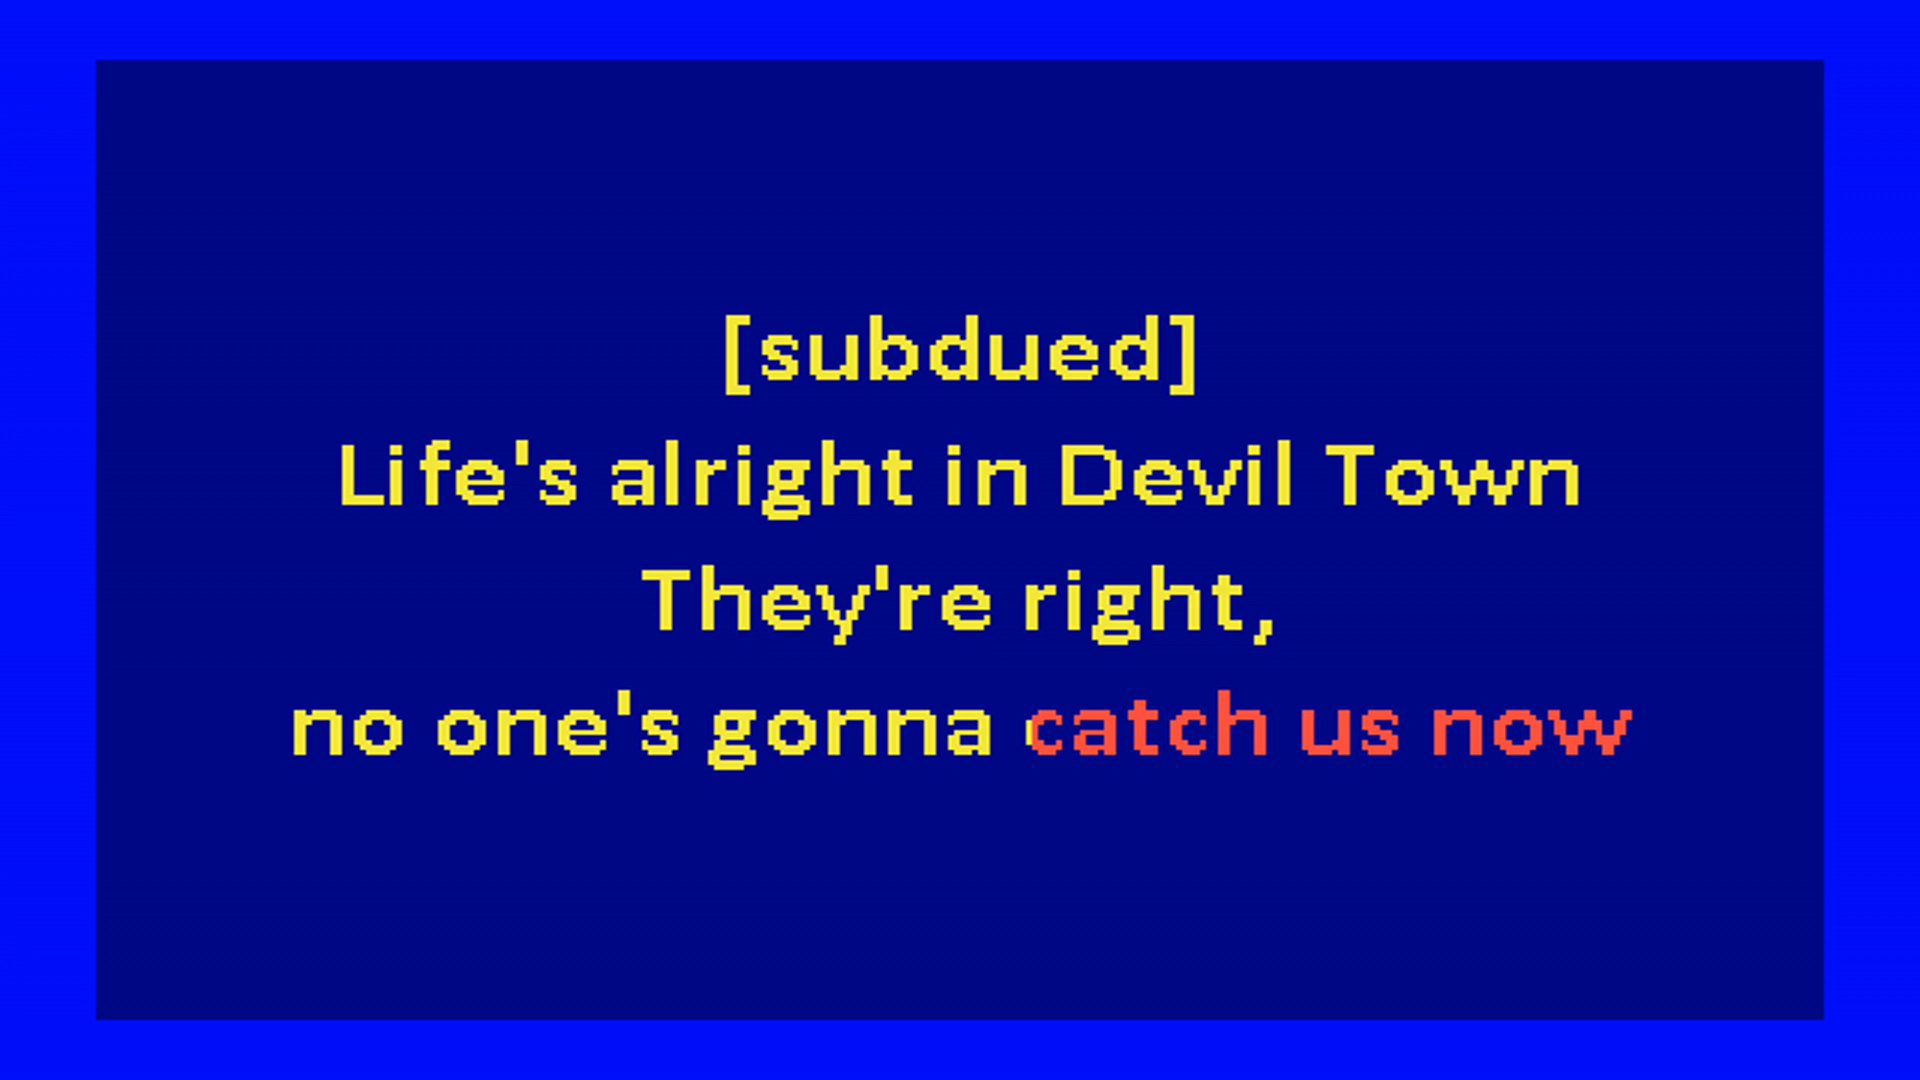 [subdued]
Life's alright in Devil Town
They're right,
no one's gonna catch us now